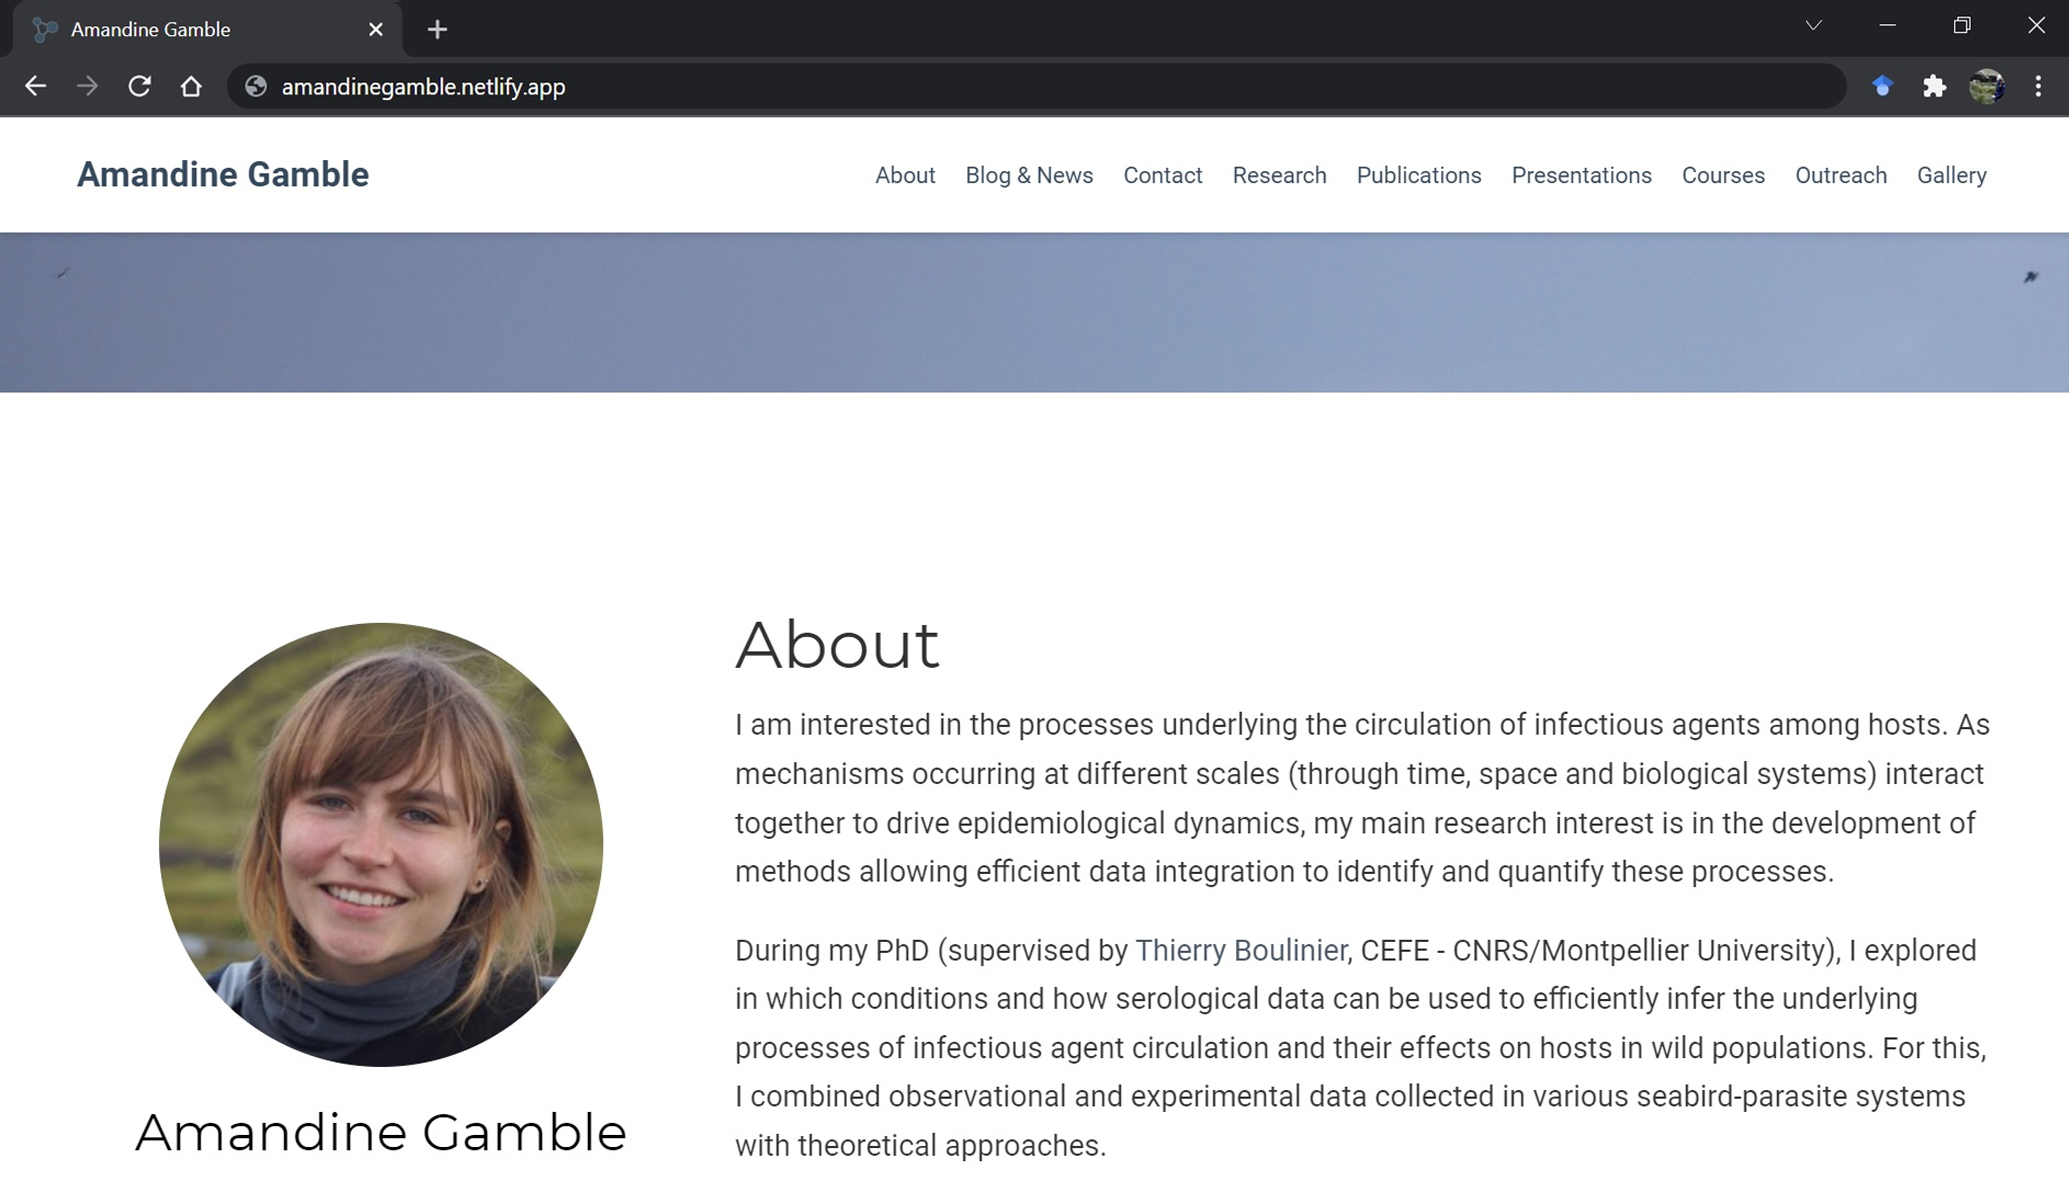 Amandine Gamble
amandinegamble.netlify.app
Amandine Gamble
About Blog & News Contact Research Publications Presentations Courses Outreach Gallery
About
I am interested in the processes underlying the circulation of infectious agents among hosts. As
mechanisms occurring at different scales (through time, space and biological systems) interact
together to drive epidemiological dynamics, my main research interest is in the development of
methods allowing efficient data integration to identify and quantify these processes.
During my PhD (supervised by Thierry Boulinier, CEFE - CNRS/Montpellier University), I explored
in which conditions and how serological data can be used to efficiently infer the underlying
processes of infectious agent circulation and their effects on hosts in wild populations. For this,
I combined observational and experimental data collected in various seabird-parasite systems
with theoretical approaches.
Amandine Gamble